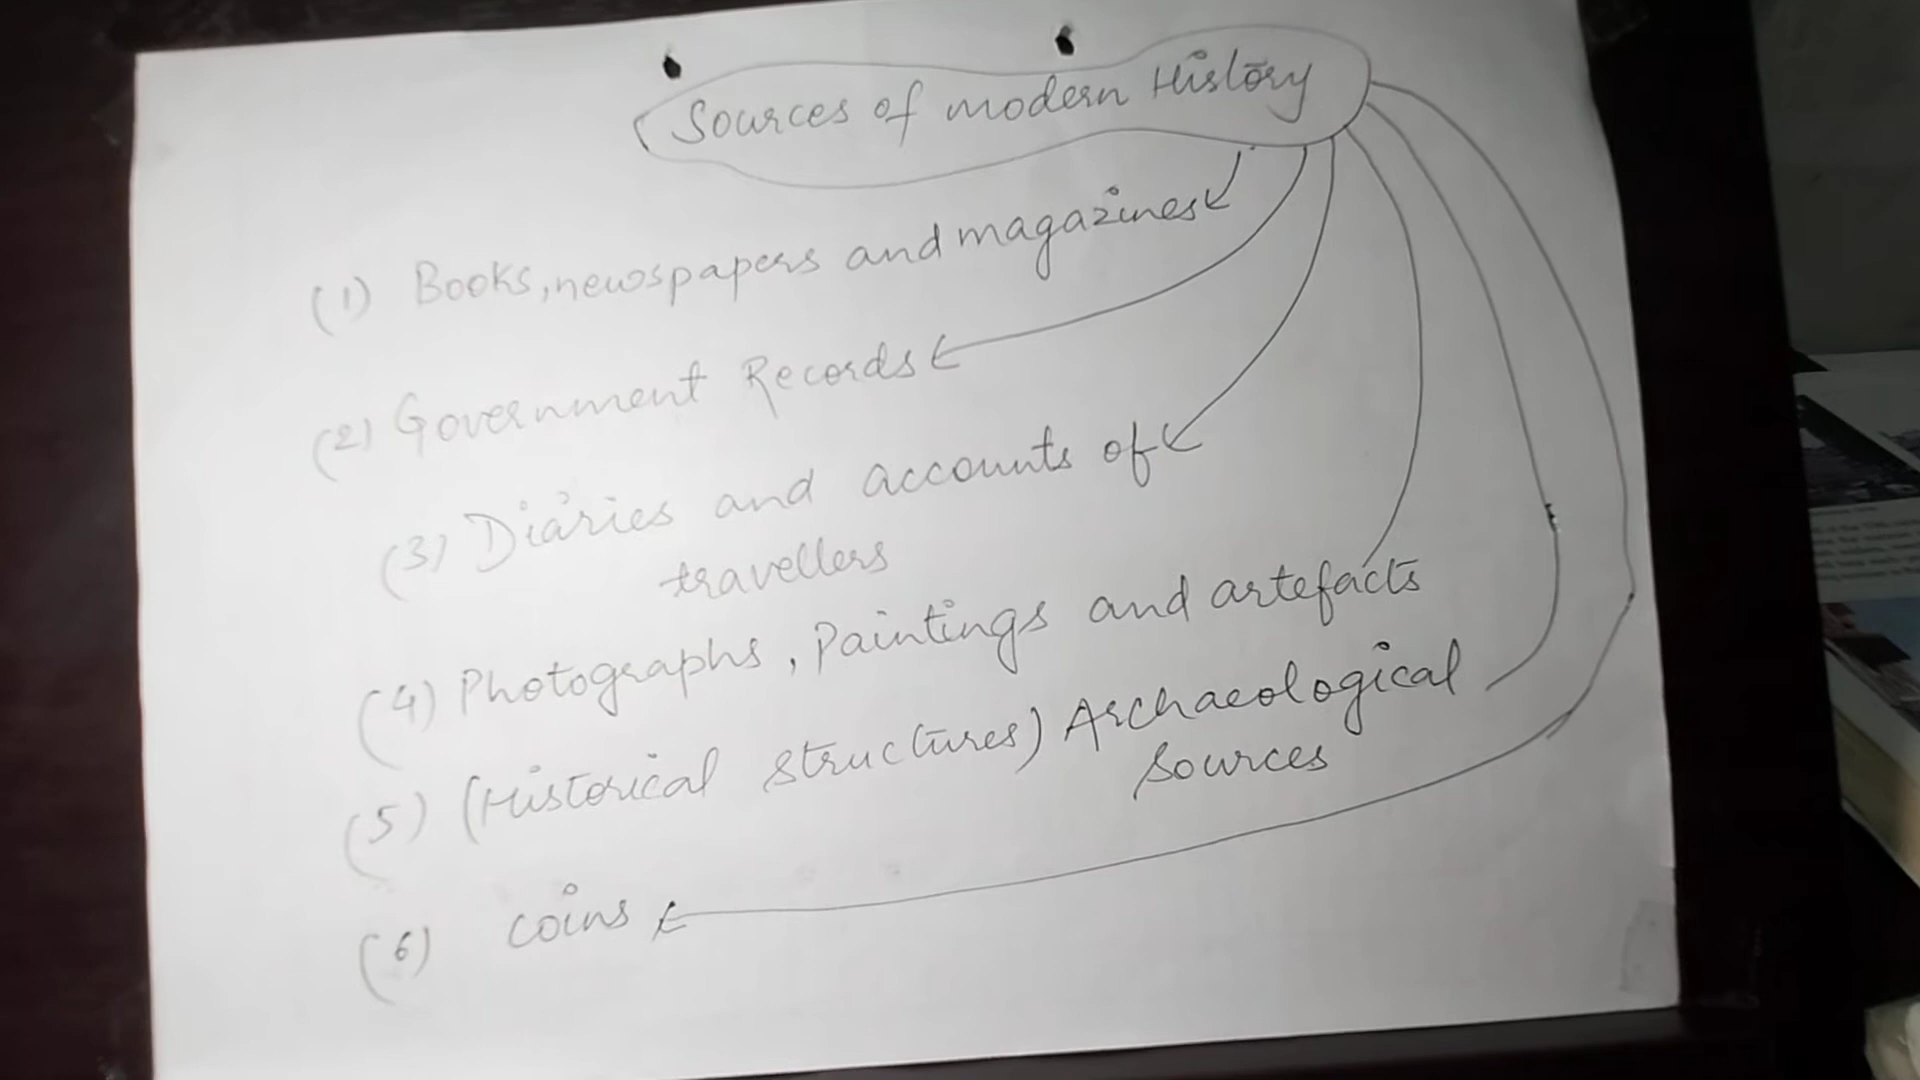 Sources of modern History
(1) Books, newspapers and magazines
(2) Government Records
(3) Diaries and accounts of
travellers
(4) Photographs, Paintings and artefacts
(5) (Historical structures) Archaeological
Sources
(6) coins